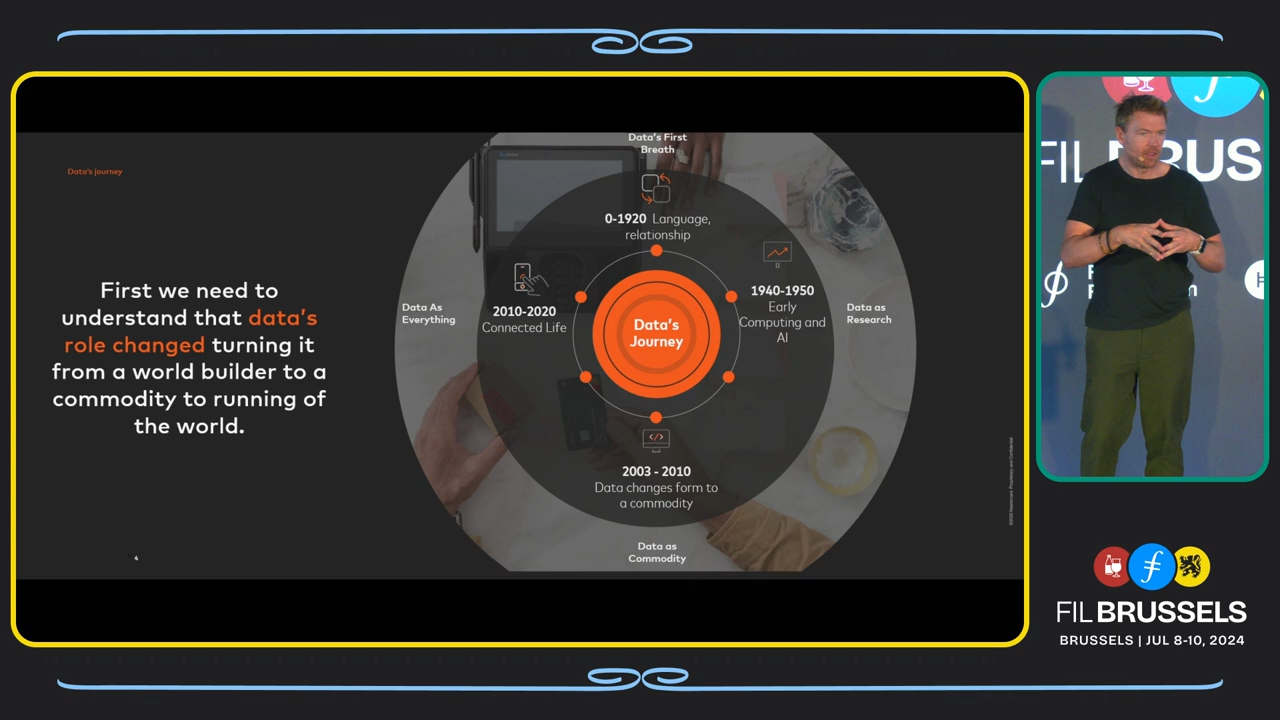 Data's journey
First we need to
understand that data's
role changed turning it
from a world builder to a
commodity to running of
the world.
4
Data's First
Breath
0-1920 Language,
relationship
1940-1950
Early
Computing and
AI
Data as
Research
2003 - 2010
Data changes form to
a commodity
Data as
Commodity
2010-2020
Connected Life
Data As
Everything
Data's
Journey
FIL BRUS
FIL BRUSSELS
BRUSSELS | JUL 8-10, 2024